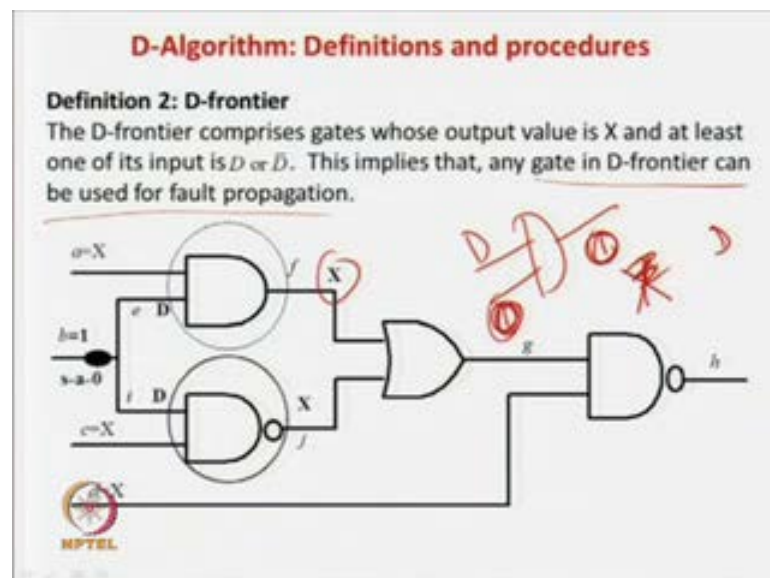 D-Algorithm: Definitions and procedures
Definition 2: D-frontier
The D-frontier comprises gates whose output value is X and at least
one of its input is D or D̄. This implies that, any gate in D-frontier can
be used for fault propagation.
a=X
f
X
D
1
D
e D
1
b=1
g
h
s-a-0
i D
X
c=X
j
d=X
NPTEL